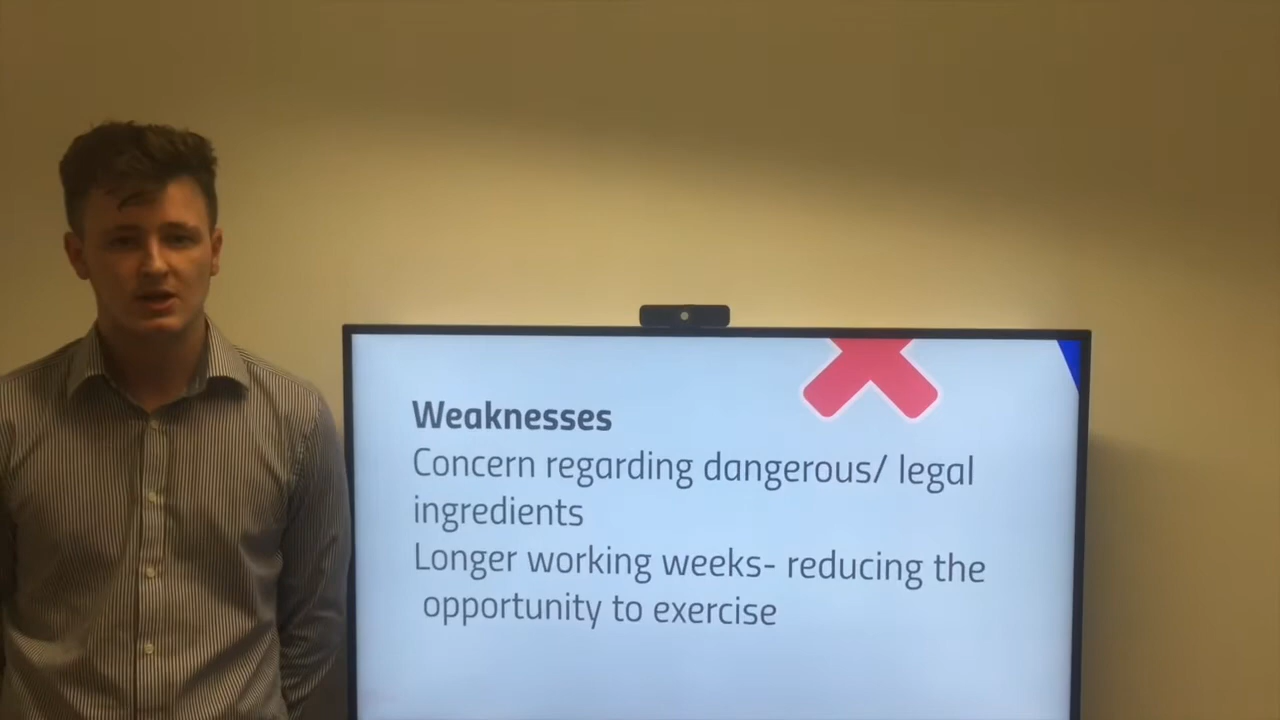 Weaknesses
Concern regarding dangerous/ legal
ingredients
Longer working weeks- reducing the
opportunity to exercise